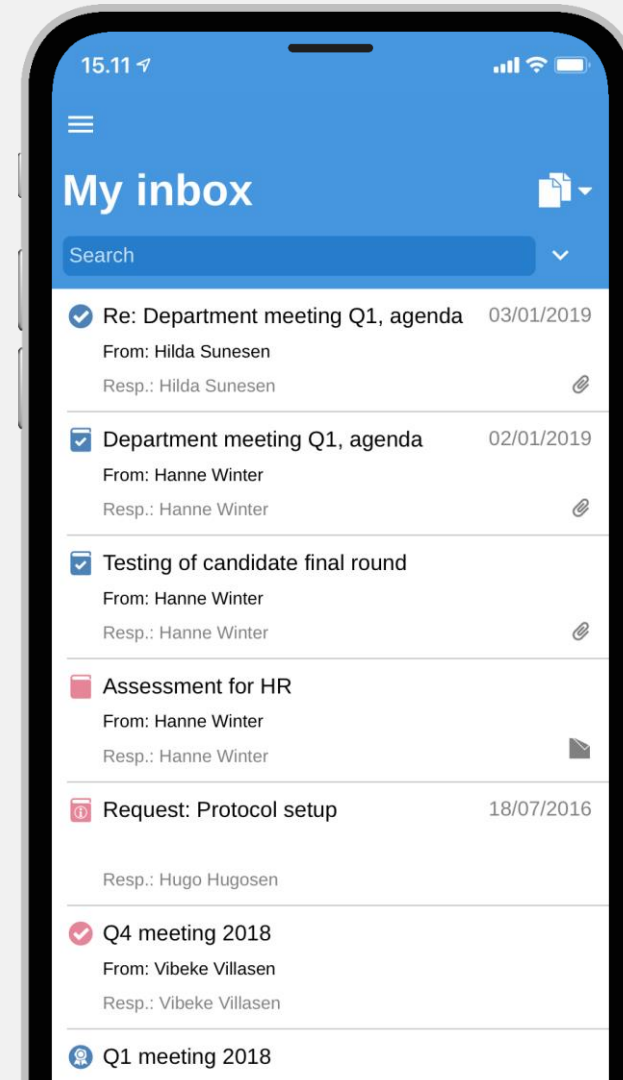 15.11
My inbox
Search
Re: Department meeting Q1, agenda 03/01/2019
From: Hilda Sunesen
Resp.: Hilda Sunesen
Department meeting Q1, agenda 02/01/2019
From: Hanne Winter
Resp.: Hanne Winter
Testing of candidate final round
From: Hanne Winter
Resp.: Hanne Winter
Assessment for HR
From: Hanne Winter
Resp.: Hanne Winter
Request: Protocol setup 18/07/2016
Resp.: Hugo Hugosen
Q4 meeting 2018
From: Vibeke Villasen
Resp.: Vibeke Villasen
Q1 meeting 2018